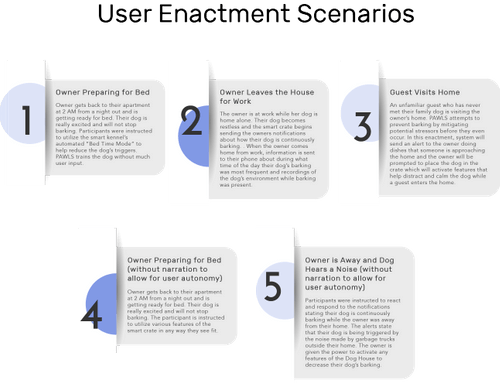 User Enactment Scenarios
1
Owner Preparing for Bed
Owner gets back to their apartment
at 2 AM from a night out and is
getting ready for bed. Their dog is
really excited and will not stop
barking. Participants were instructed
to utilize the smart kennel's
automated "Bed Time Mode" to
help reduce the dog's triggers.
PAWLS trains the dog without much
user input.
2
Owner Leaves the House
for Work
The owner is at work while her dog is
home alone. Their dog becomes
restless and the smart crate begins
sending the owners notifications
about how their dog is continously
barking. . When the owner comes
home from work, information is sent
to their phone about during what
time of the day their dog's barking
was most frequent and recordings of
the dog's environment while barking
was present.
3
Guest Visits Home
An unfamiliar guest who has never
met their family dog is visiting the
owner's home. PAWLS attempts to
prevent barking by mitigating
potential stressors before they even
occur. In this enactment, system will
send an alert to the owner doing
dishes that someone is approaching
the home and the owner will be
prompted to place the dog in the
crate which will activate features that
help distract and calm the dog while
a guest enters the home.
4
Owner Preparing for Bed
(without narration to
allow for user autonomy)
Owner gets back to their apartment
at 2 AM from a night out and is
getting ready for bed. Their dog is
really excited and will not stop
barking. The participant is instructed
to utilize various features of the
smart crate in any way they see fit.
5
Owner is Away and Dog
Hears a Noise (without
narration to allow for
user autonomy)
Participants were instructed to react
and respond to the notifications
stating their dog is continously
barking while the owner was away
from their home. The alerts state
that their dog is being triggered by
the noise made by garbage trucks
outside their home. The owner is
given the power to activate any
features of the Dog House to
decrease their dog's barking.